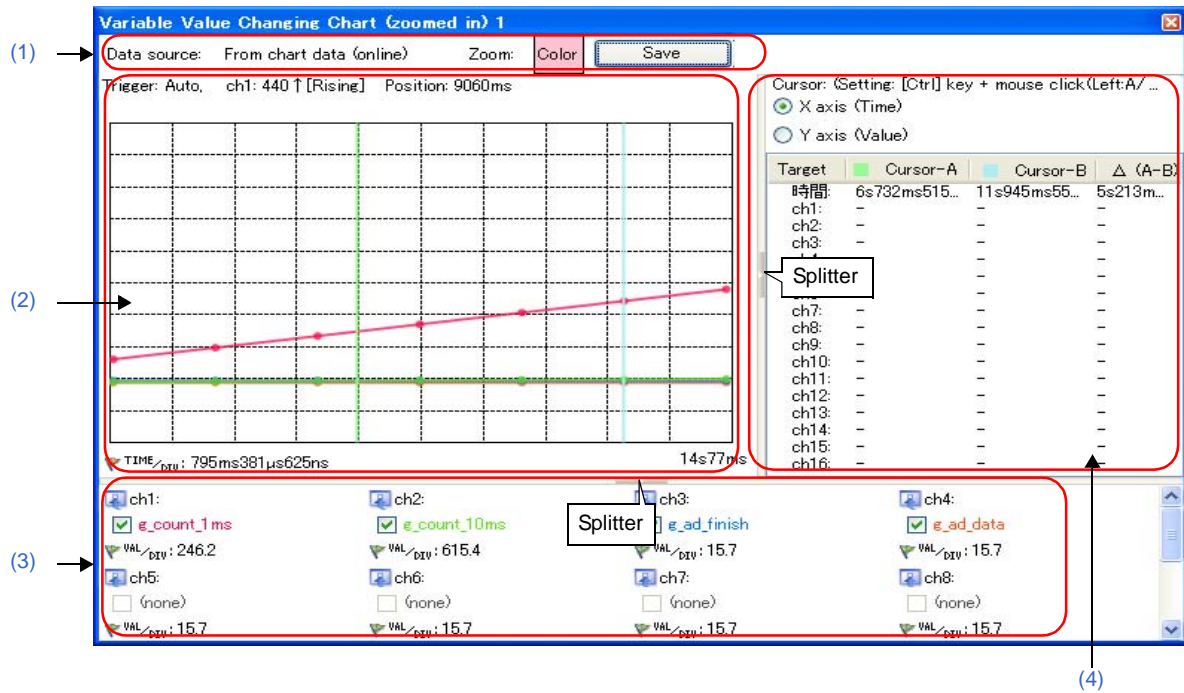 Variable Value Changing Chart (zoomed in) 1
(1)
Data source: From chart data (online) Zoom: Color Save
Trigger: Auto, ch1: 440↑[Rising] Position: 9060ms
Cursor: (Setting: [Ctrl] key + mouse click(Left:A/ ...
X axis (Time)
Y axis (Value)
Target Cursor-A Cursor-B △ (A-B)
時間: 6s732ms515... 11s945ms55... 5s213m...
ch1: - - -
ch2: - - -
ch3: - - -
- - -
Splitter
- - -
- - -
ch7: - - -
ch8: - - -
ch9: - - -
ch10: - - -
ch11: - - -
ch12: - - -
ch13: - - -
ch14: - - -
ch15: - - -
ch16: - - -
(2)
TIME/DIV: 795ms381µs625ns 14s77ms
(3)
ch1: ch2: ch3: ch4:
g_count_1ms g_count_10ms Splitter g_ad_finish g_ad_data
VAL/DIV: 246.2 VAL/DIV: 615.4 VAL/DIV: 15.7 VAL/DIV: 15.7
ch5: ch6: ch7: ch8:
(none) (none) (none) (none)
VAL/DIV: 15.7 VAL/DIV: 15.7 VAL/DIV: 15.7 VAL/DIV: 15.7
(4)